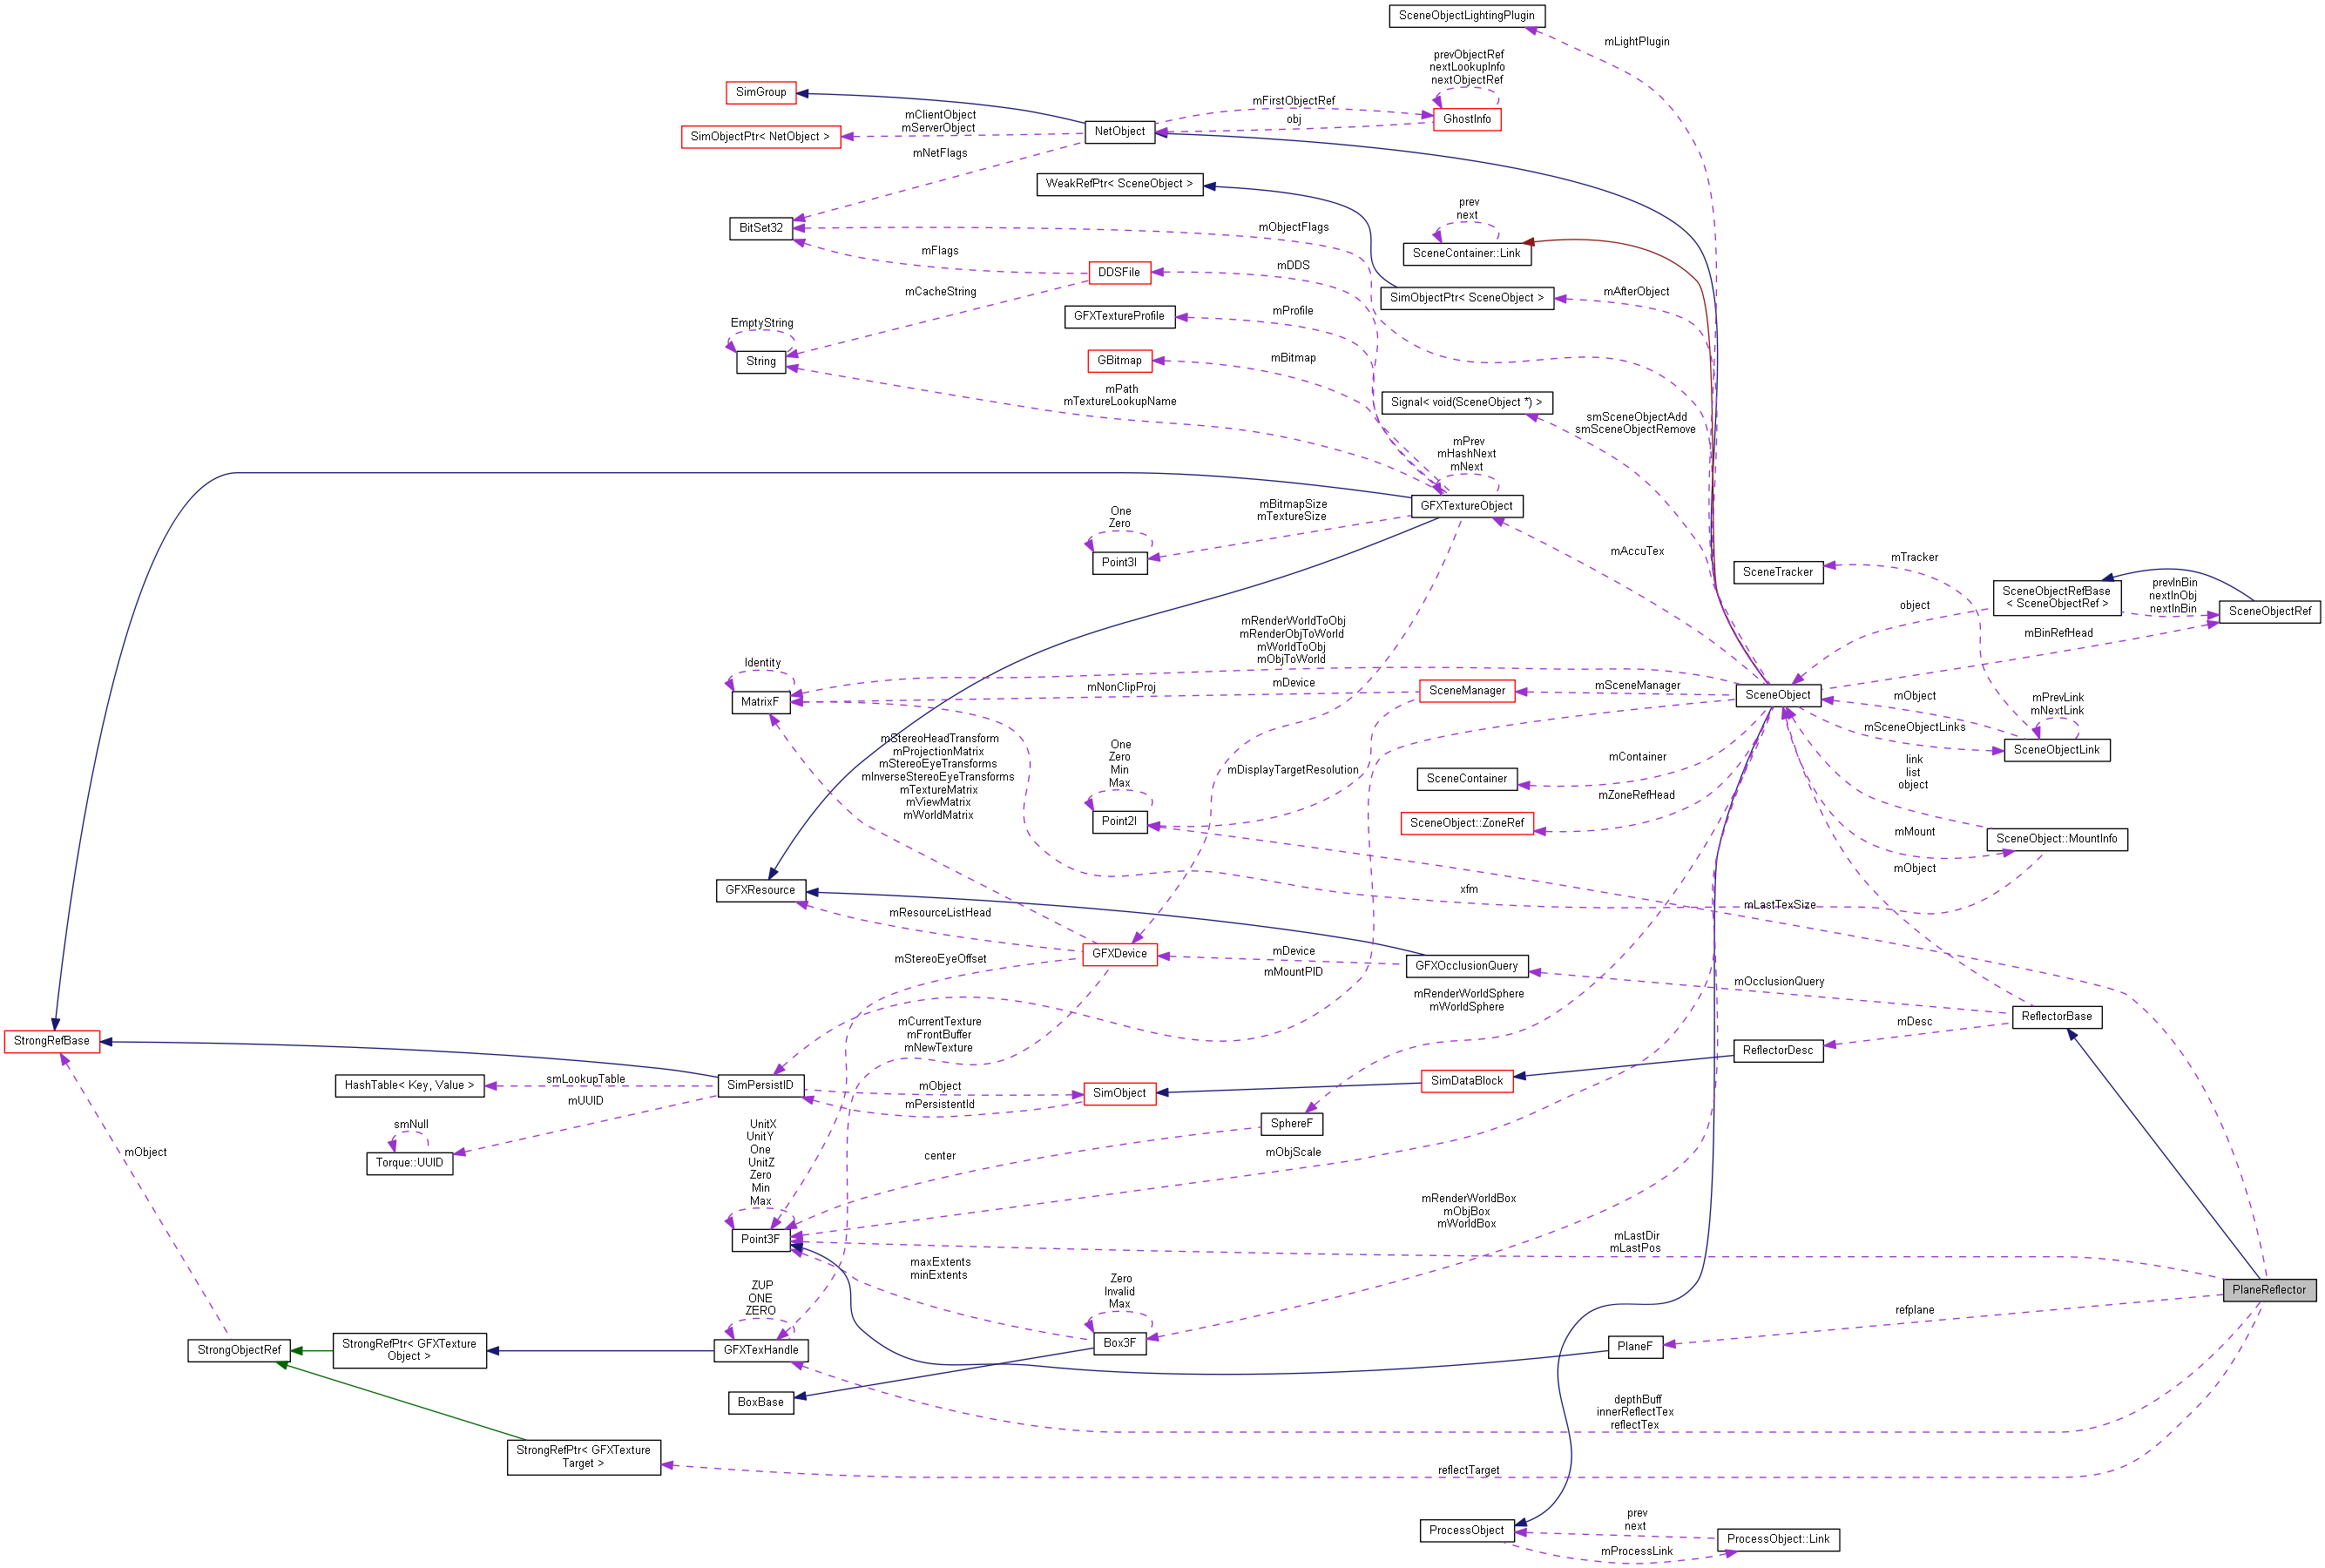 SceneObjectLightingPlugin
mLightPlugin
prevObjectRef
nextLookupInfo
nextObjectRef
SimGroup
mFirstObjectRef
mClientObject
mServerObject
obj
GhostInfo
SimObjectPtr< NetObject >
NetObject
mNetFlags
WeakRefPtr< SceneObject >
prev
next
BitSet32
mObjectFlags
SceneContainer::Link
mFlags
DDSFile
mDDS
mCacheString
SimObjectPtr< SceneObject >
mAfterObject
GFXTextureProfile
mProfile
EmptyString
String
GBitmap
mBitmap
mPath
mTextureLookupName
Signal< void(SceneObject *) >
smSceneObjectAdd
smSceneObjectRemove
mPrev
mHashNext
mNext
GFXTextureObject
One
Zero
mBitmapSize
mTextureSize
Point3I
mAccuTex
SceneTracker
mTracker
SceneObjectRefBase
< SceneObjectRef >
prevInBin
nextInObj
nextInBin
SceneObjectRef
object
mBinRefHead
mRenderWorldToObj
mRenderObjToWorld
mWorldToObj
mObjToWorld
Identity
MatrixF
mNonClipProj
mDevice
SceneManager
mSceneManager
SceneObject
mObject
mPrevLink
mNextLink
mSceneObjectLinks
SceneObjectLink
mStereoHeadTransform
mProjectionMatrix
mStereoEyeTransforms
mInverseStereoEyeTransforms
mTextureMatrix
mViewMatrix
mWorldMatrix
One
Zero
Min
Max
Point2I
mDisplayTargetResolution
SceneContainer
mContainer
link
list
object
SceneObject::ZoneRef
mZoneRefHead
mMount
SceneObject::MountInfo
mObject
GFXResource
xfm
mLastTexSize
mResourceListHead
GFXDevice
mStereoEyeOffset
mDevice
mMountPID
GFXOcclusionQuery
mOcclusionQuery
mRenderWorldSphere
mWorldSphere
ReflectorBase
mDesc
mCurrentTexture
mFrontBuffer
mNewTexture
StrongRefBase
ReflectorDesc
HashTable< Key, Value >
smLookupTable
mUUID
SimPersistID
mObject
mPersistentId
SimObject
SimDataBlock
smNull
Torque::UUID
SphereF
mObject
UnitX
UnitY
One
UnitZ
Zero
Min
Max
Point3F
center
mObjScale
mRenderWorldBox
mObjBox
mWorldBox
mLastDir
mLastPos
maxExtents
minExtents
Zero
Invalid
Max
Box3F
PlaneReflector
refplane
PlaneF
ZUP
ONE
ZERO
GFXTexHandle
StrongObjectRef
StrongRefPtr< GFXTexture
Object >
BoxBase
depthBuff
innerReflectTex
reflectTex
StrongRefPtr< GFXTexture
Target >
reflectTarget
ProcessObject
prev
next
mProcessLink
ProcessObject::Link